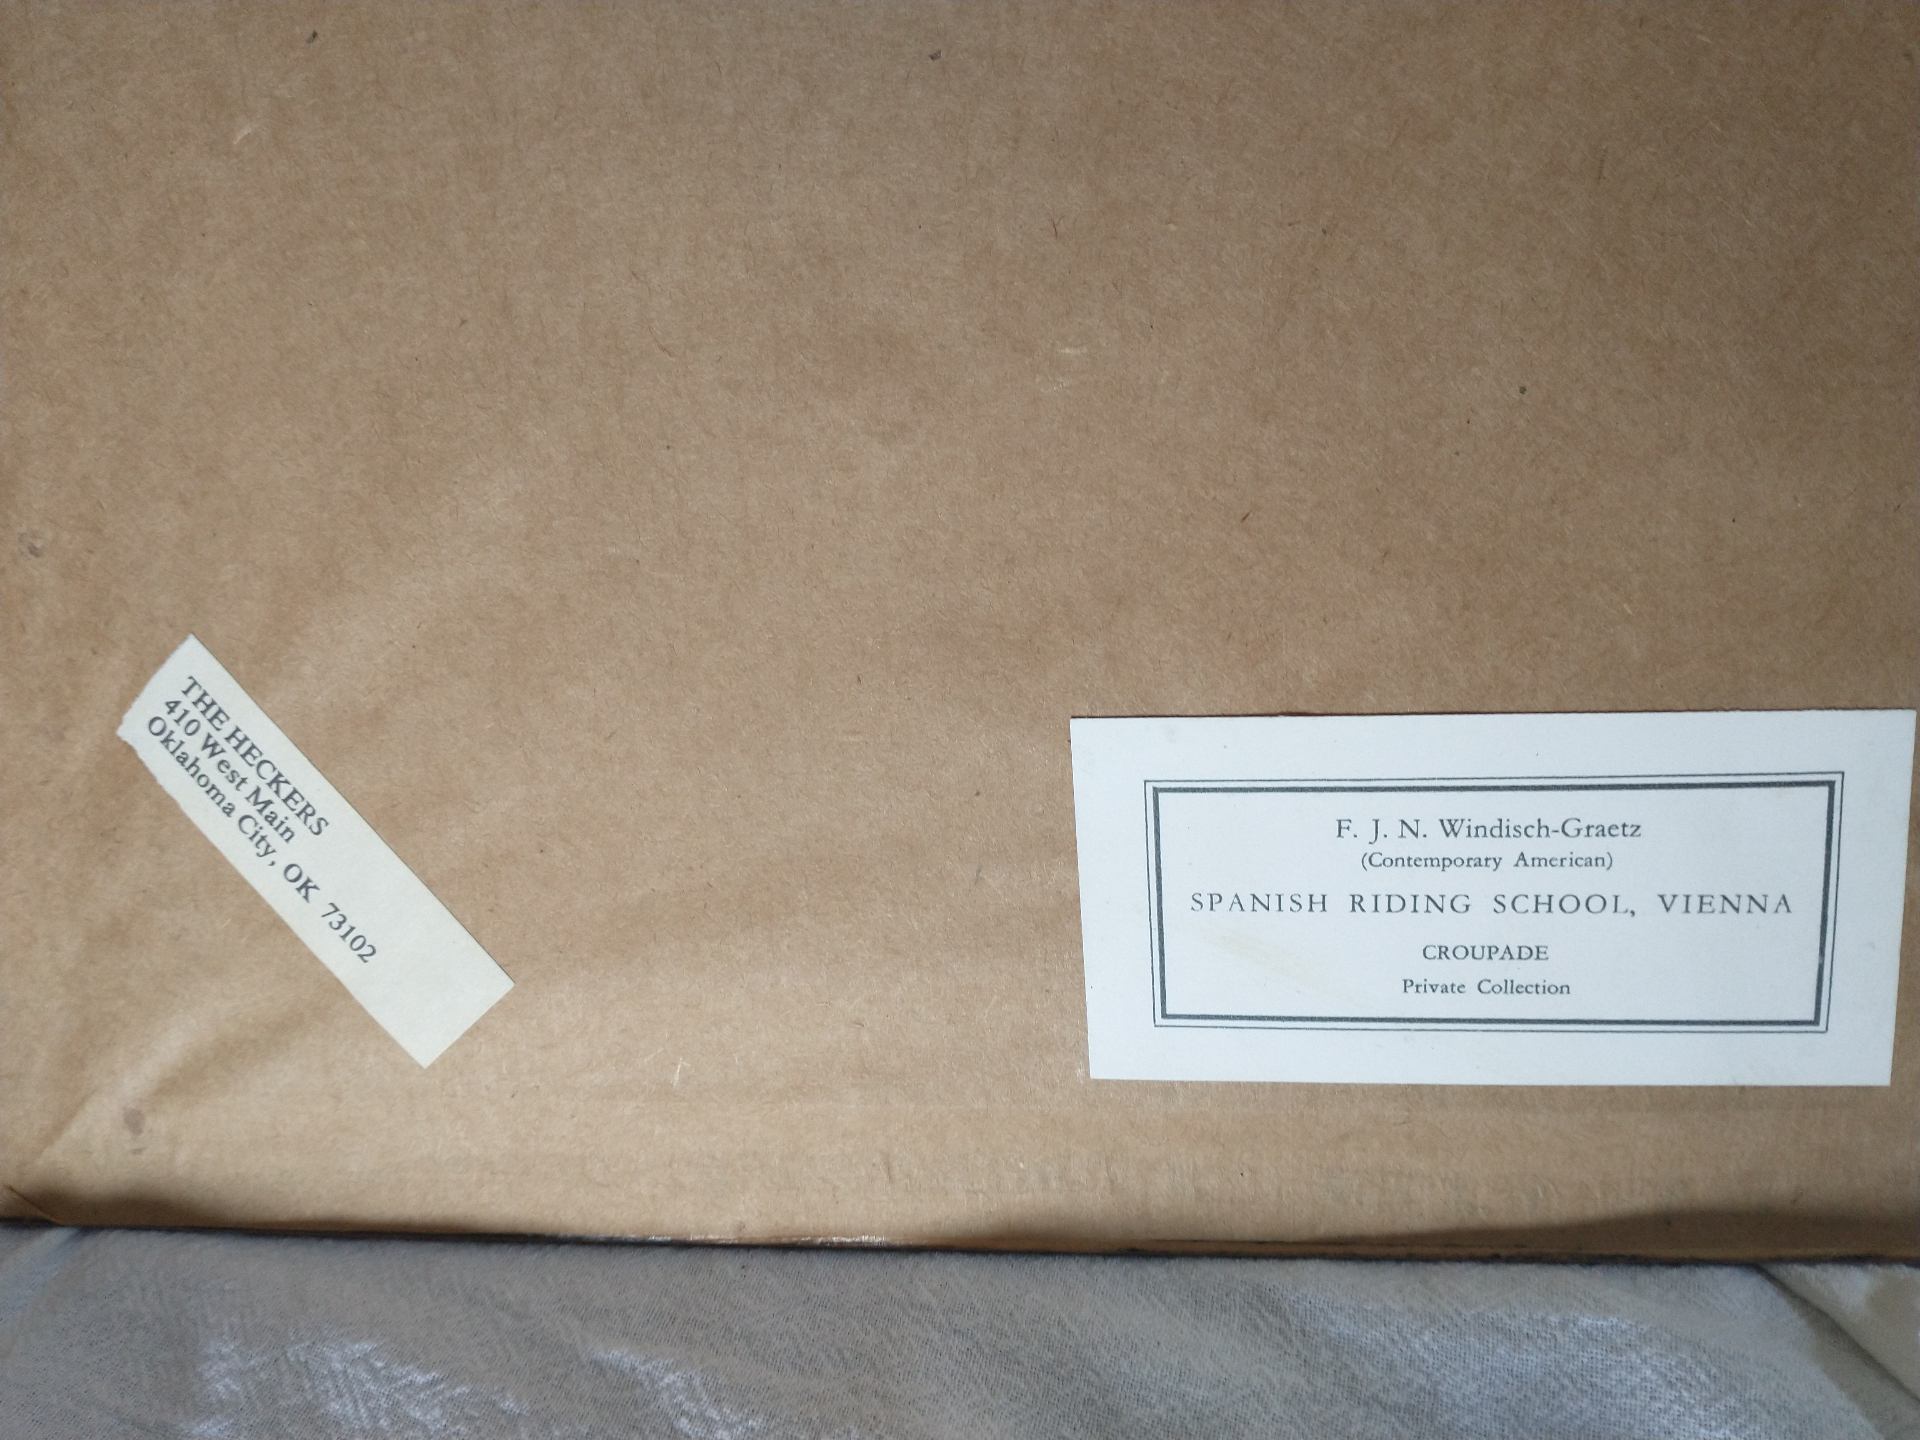 THE HECKERS
410 West Main
Oklahoma City, OK 73102
F. J. N. Windisch-Graetz
(Contemporary American)
SPANISH RIDING SCHOOL, VIENNA
CROUPADE
Private Collection